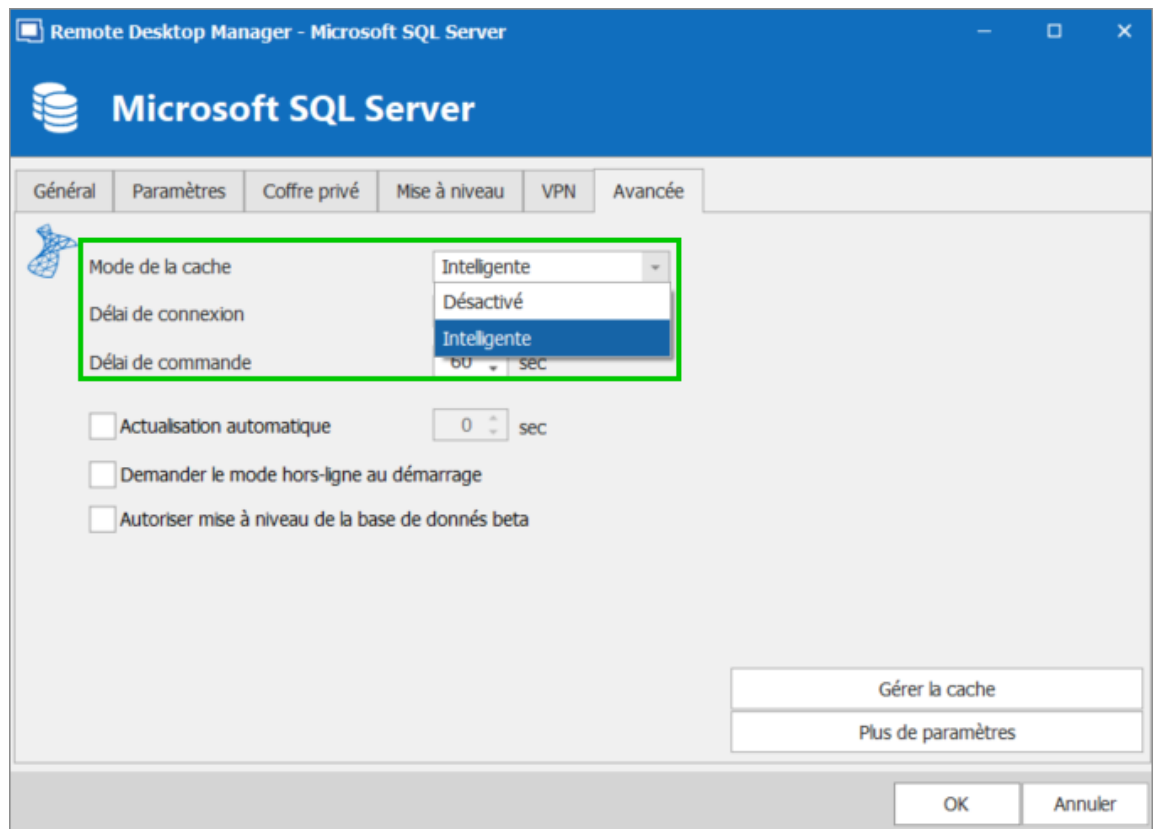 Remote Desktop Manager - Microsoft SQL Server
Microsoft SQL Server
Général Paramètres Coffre privé Mise à niveau VPN Avancée
Mode de la cache Intelligente
Désactivé
Délai de connexion
Intelligente
Délai de commande 60 sec
Actualisation automatique 0 sec
Demander le mode hors-ligne au démarrage
Autoriser mise à niveau de la base de donnés beta
Gérer la cache
Plus de paramètres
OK Annuler